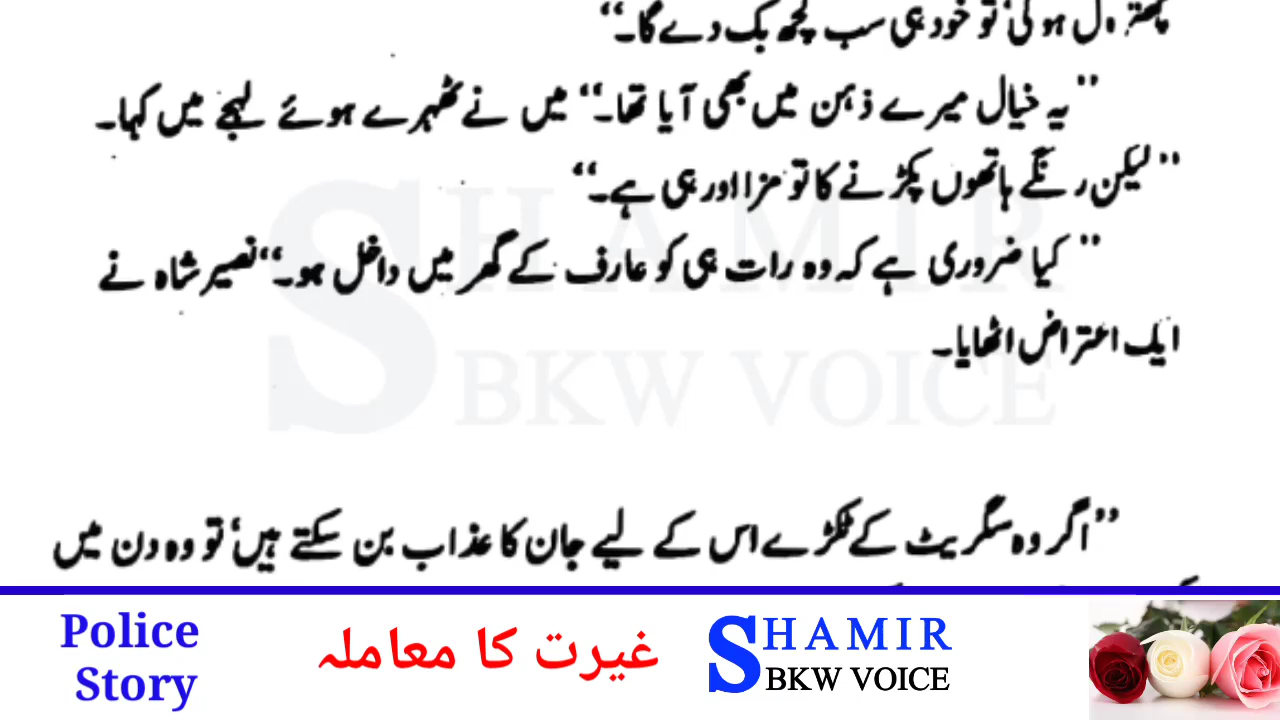 چھترول ہو گی، تو خود ہی سب کچھ بک دے گا۔‘‘
’’یہ خیال میرے ذہن میں بھی آیا تھا۔‘‘ میں نے ٹھہرے ہوئے لہجے میں کہا۔
’’لیکن رنگے ہاتھوں پکڑنے کا تو مزا اور ہی ہے۔‘‘
’’کیا ضروری ہے کہ وہ رات ہی کو عارف کے گھر میں داخل ہو۔‘‘ نصیر شاہ نے
ایک اعتراض اٹھایا۔
SHAMIR
BKW VOICE
’’اگر وہ سگریٹ کے ٹکڑے اس کے لیے جان کا عذاب بن سکتے ہیں، تو وہ دن میں
Police
Story
غیرت کا معاملہ
SHAMIR
BKW VOICE